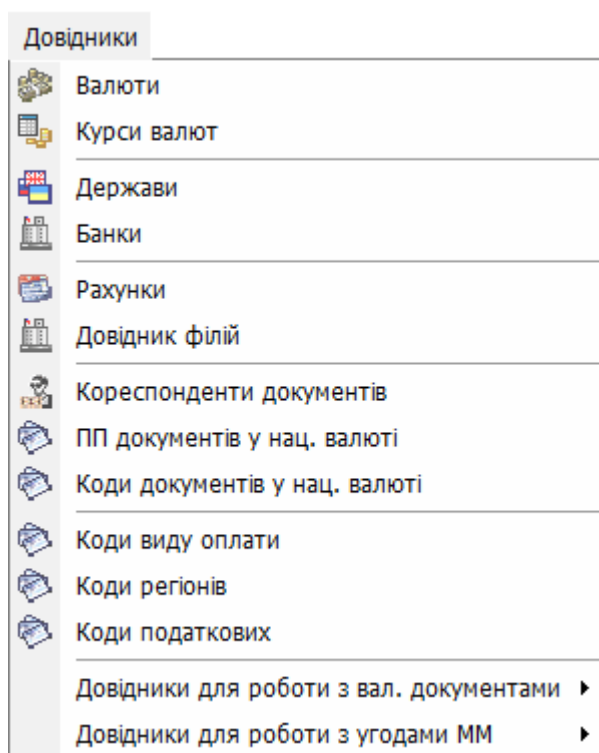 Довідники
Валюти
Курси валют
Держави
Банки
Рахунки
Довідник філій
Кореспонденти документів
ПП документів у нац. валюті
Коди документів у нац. валюті
Коди виду оплати
Коди регіонів
Коди податкових
Довідники для роботи з вал. документами
Довідники для роботи з угодами ММ